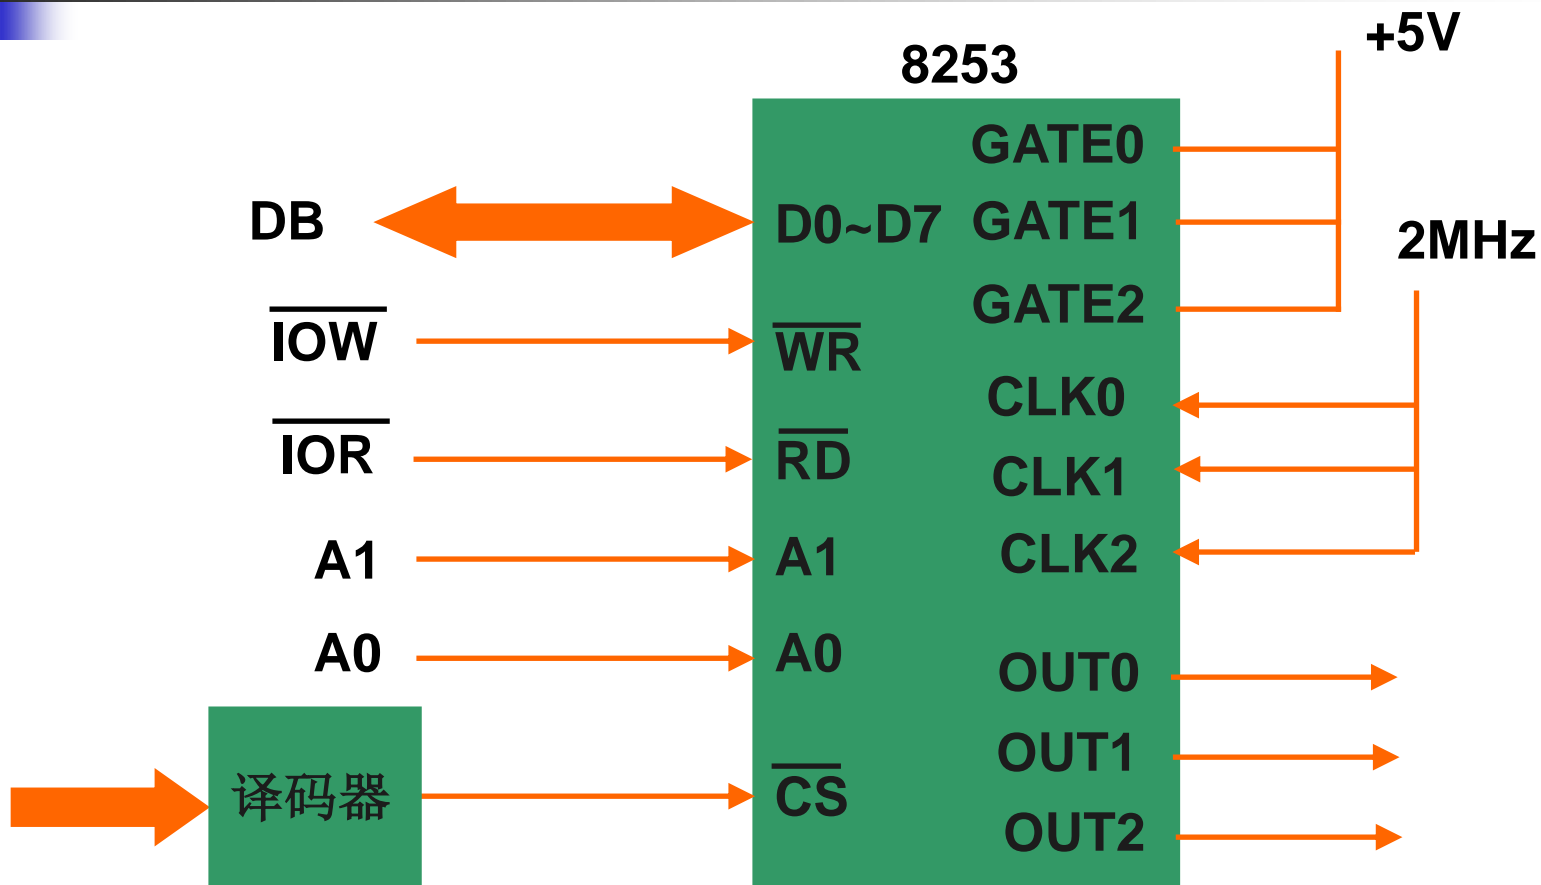 +5V
8253
GATE0
DB
D0~D7
GATE1
2MHz
GATE2
IOW
WR
CLK0
IOR
RD
CLK1
A1
A1
CLK2
A0
A0
OUT0
OUT1
译码器
CS
OUT2